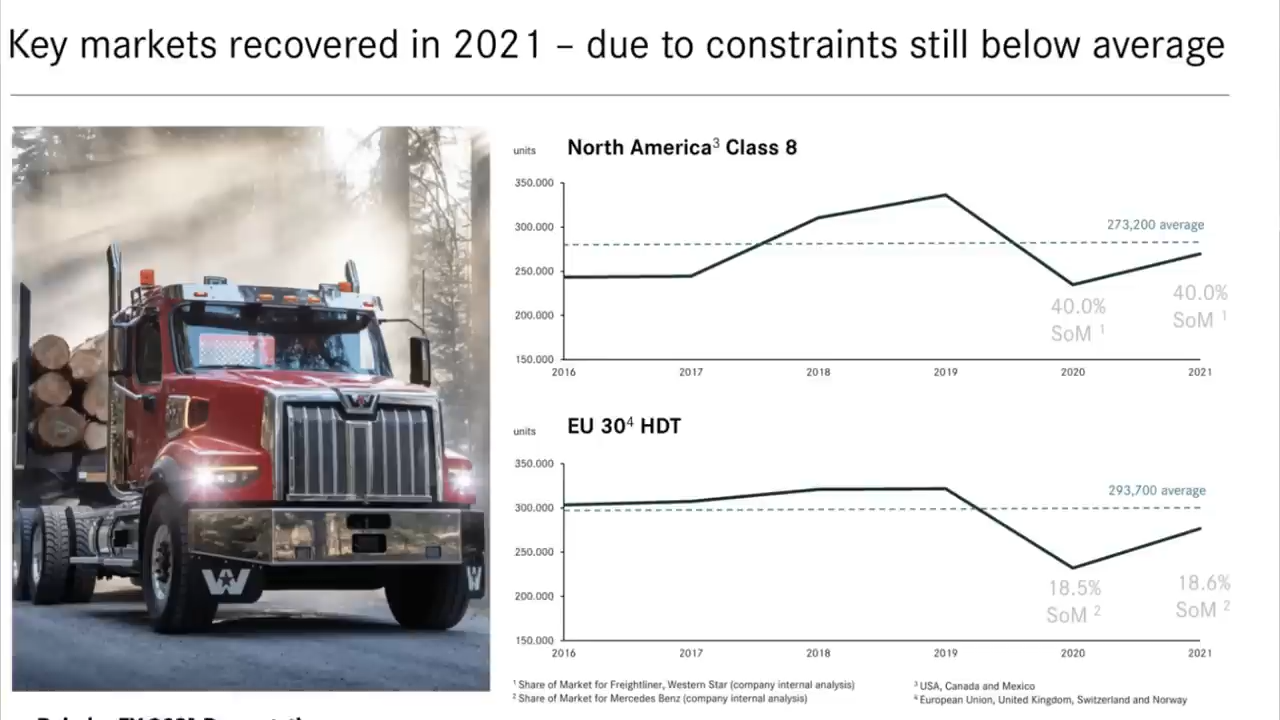 Key markets recovered in 2021 – due to constraints still below average
units
North America³ Class 8
350.000
300.000
250.000
200.000
150.000
273,200 average
40.0%
SoM ¹
40.0%
SoM ¹
2016 2017 2018 2019 2020 2021
units
EU 30⁴ HDT
350.000
300.000
250.000
200.000
150.000
293,700 average
18.5%
SoM ²
18.6%
SoM ²
2016 2017 2018 2019 2020 2021
¹ Share of Market for Freightliner, Western Star (company internal analysis)
² Share of Market for Mercedes Benz (company internal analysis)
³ USA, Canada and Mexico
⁴ European Union, United Kingdom, Switzerland and Norway